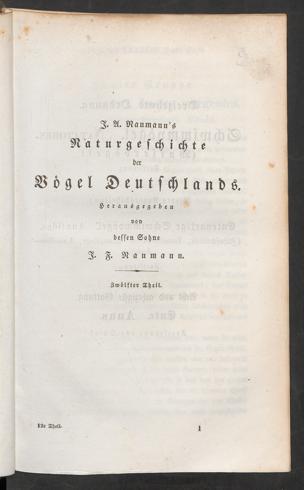 J. A. Naumann's
Naturgeschichte
der
Vögel Deutschlands.
Herausgegeben
von
dessen Sohne
J. F. Naumann.
Zwölfter Theil.
12r Theil.
1